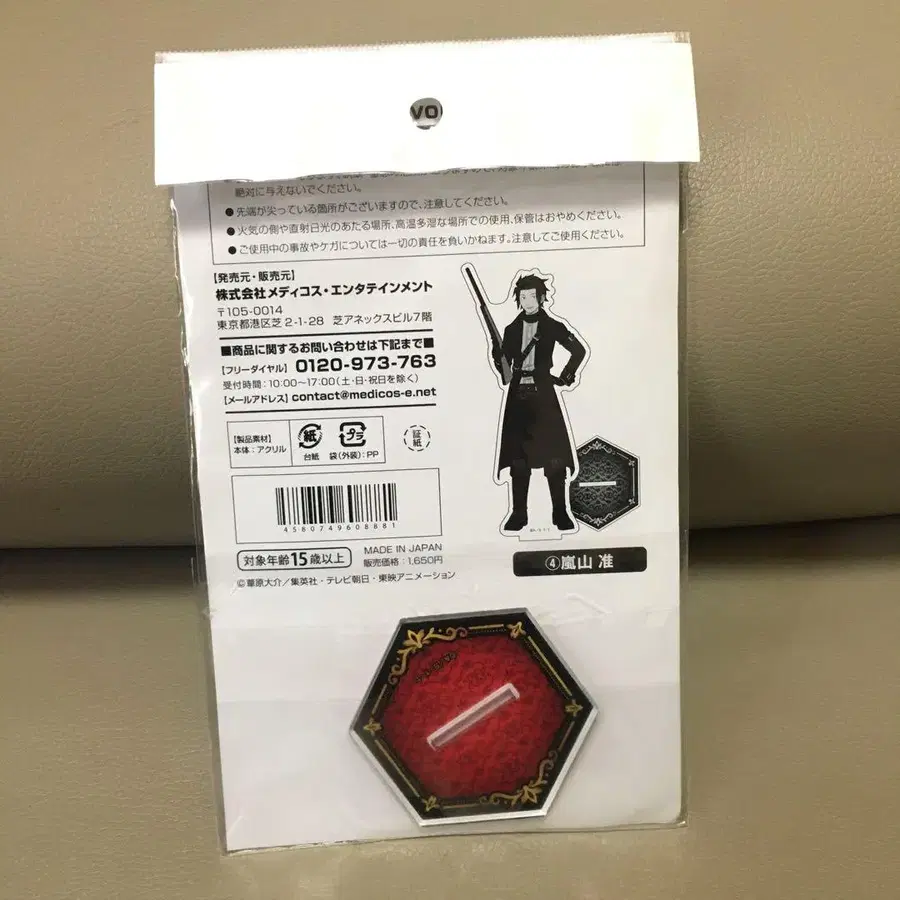 VO
絶対に与えないでください。
●先端が尖っている箇所がございますので、注意してください。
●火気の側や直射日光のあたる場所、高温多湿な場所での使用、保管はおやめください。
●ご使用中の事故やケガについては一切の責任を負いかねます。注意してご使用ください。
【発売元・販売元】
株式会社メディコス・エンタテインメント
〒105-0014
東京都港区芝2-1-28 芝アネックスビル7階
■商品に関するお問い合わせは下記まで■
【フリーダイヤル】0120-973-763
受付時間：10:00〜17:00（土・日・祝日を除く）
【メールアドレス】contact@medicos-e.net
【製品素材】
本体：アクリル
紙
台紙
プラ
袋（外装）：PP
証紙
4580749608881
対象年齢15歳以上
MADE IN JAPAN
販売価格：1,650円
©葦原大介／集英社・テレビ朝日・東映アニメーション
④嵐山 准